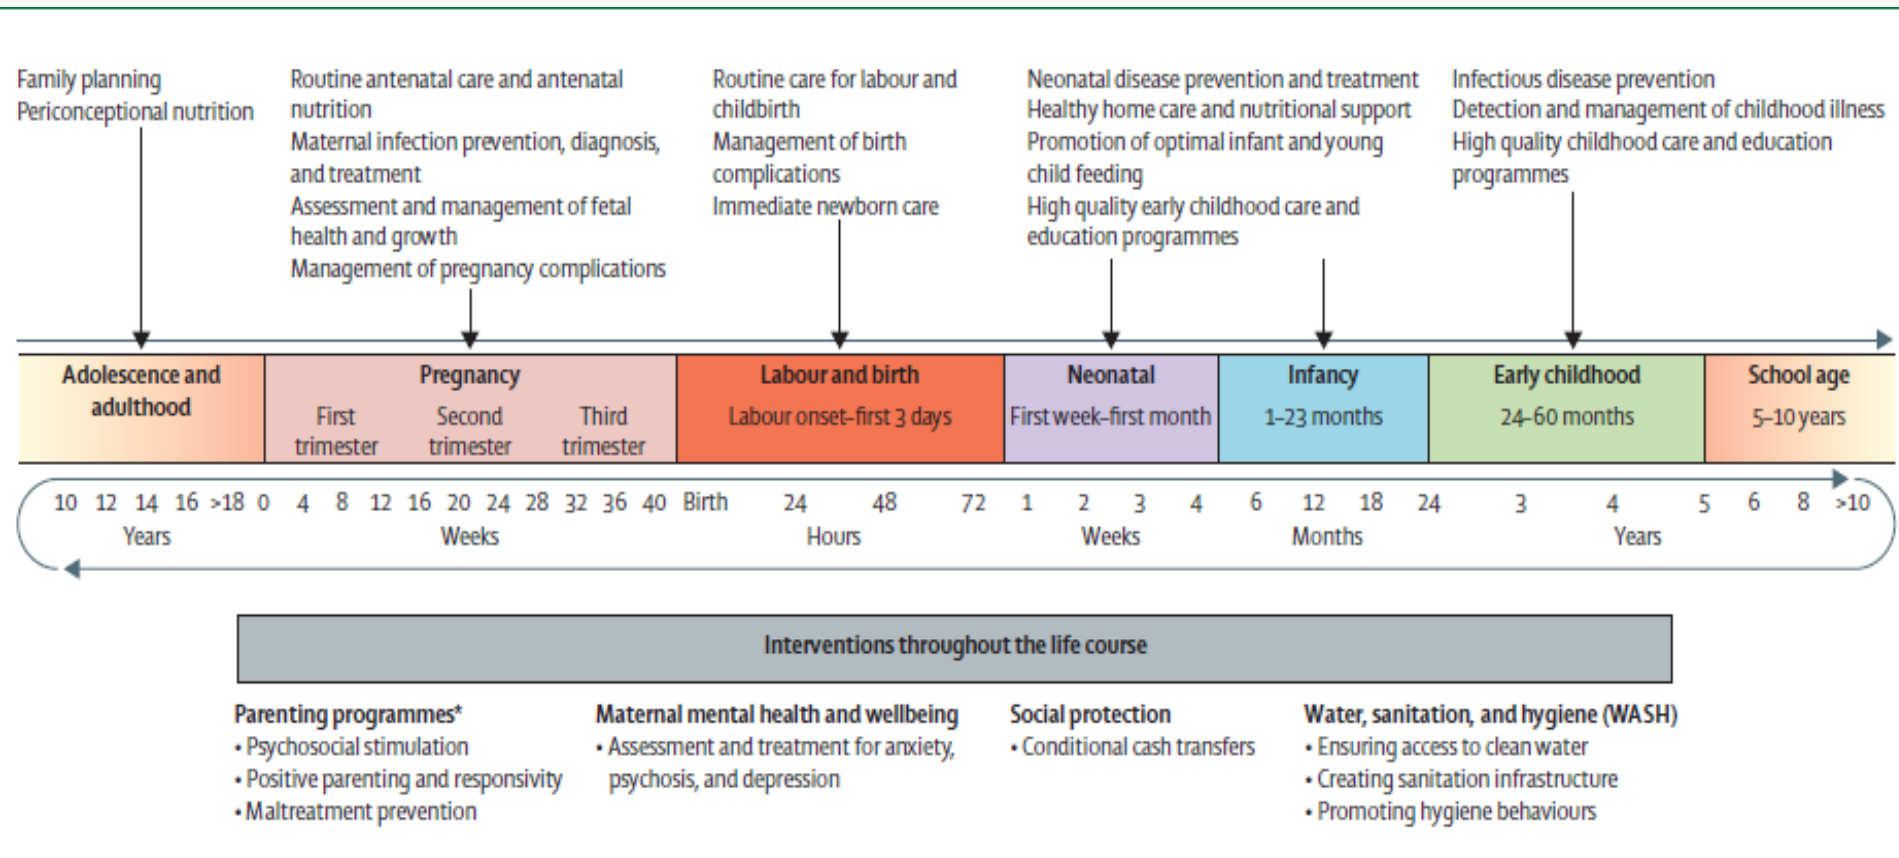 Family planning
Periconceptional nutrition
Routine antenatal care and antenatal
nutrition
Maternal infection prevention, diagnosis,
and treatment
Assessment and management of fetal
health and growth
Management of pregnancy complications
Routine care for labour and
childbirth
Management of birth
complications
Immediate newborn care
Neonatal disease prevention and treatment
Healthy home care and nutritional support
Promotion of optimal infant and young
child feeding
High quality early childhood care and
education programmes
Infectious disease prevention
Detection and management of childhood illness
High quality childhood care and education
programmes
Adolescence and
adulthood
Pregnancy
First
trimester
Second
trimester
Third
trimester
Labour and birth
Labour onset–first 3 days
Neonatal
First week–first month
Infancy
1–23 months
Early childhood
24–60 months
School age
5–10 years
10 12 14 16 >18 0 4 8 12 16 20 24 28 32 36 40 Birth 24 48 72 1 2 3 4 6 12 18 24 3 4 5 6 8 >10
Years Weeks Hours Weeks Months Years
Interventions throughout the life course
Parenting programmes*
• Psychosocial stimulation
• Positive parenting and responsivity
• Maltreatment prevention
Maternal mental health and wellbeing
• Assessment and treatment for anxiety,
psychosis, and depression
Social protection
• Conditional cash transfers
Water, sanitation, and hygiene (WASH)
• Ensuring access to clean water
• Creating sanitation infrastructure
• Promoting hygiene behaviours